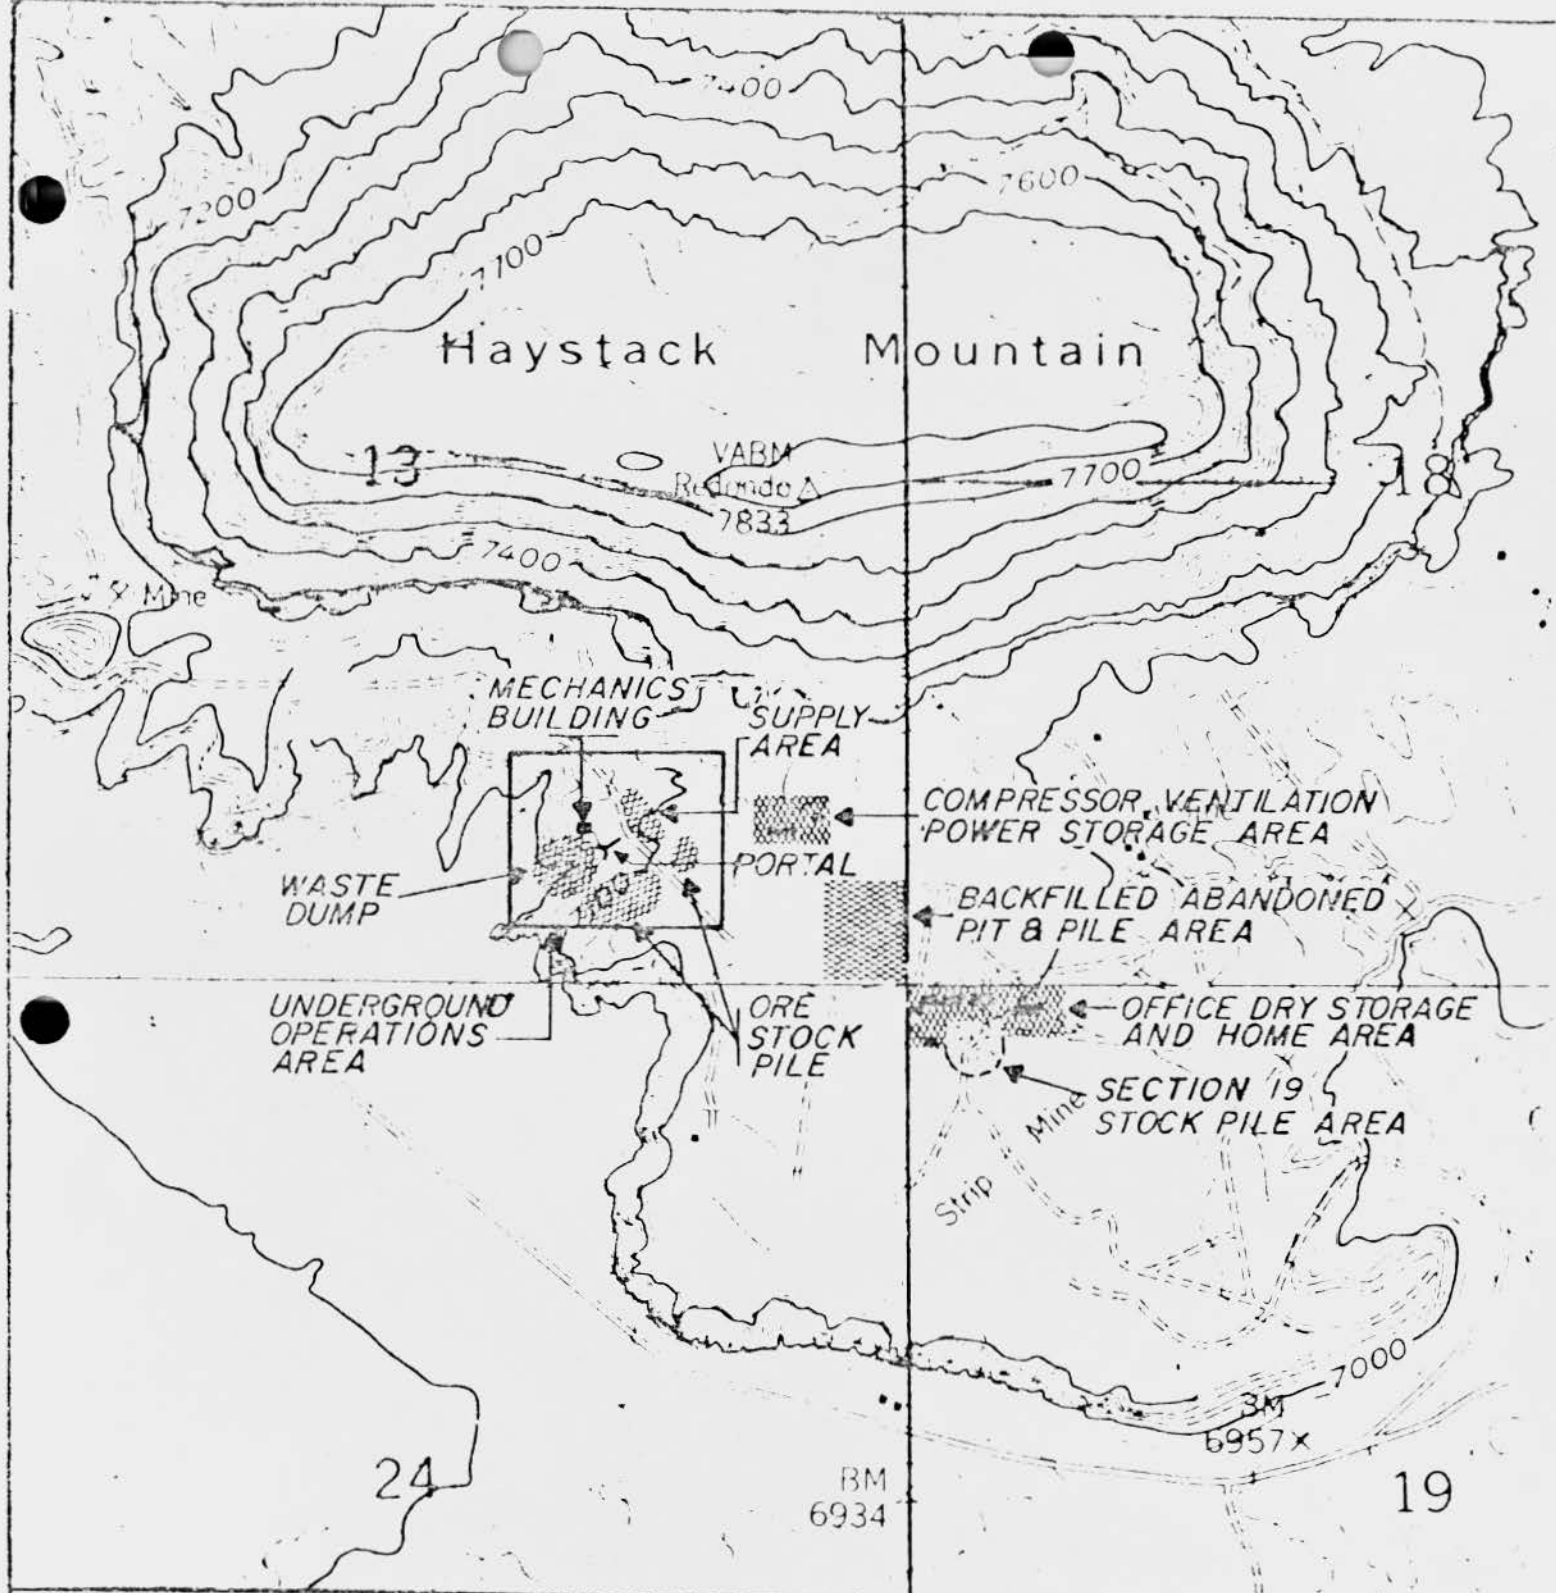 7400
7200
7600
7700
Haystack Mountain
13
VABM
Redondo
7833
7700
18
7400
Mine
MECHANICS
BUILDING
SUPPLY
AREA
COMPRESSOR VENTILATION
POWER STORAGE AREA
PORTAL
WASTE
DUMP
BACKFILLED ABANDONED
PIT & PILE AREA
UNDERGROUND
OPERATIONS
AREA
ORE
STOCK
PILE
OFFICE DRY STORAGE
AND HOME AREA
SECTION 19
STOCK PILE AREA
Strip Mine
7000
BM
6957
24
BM
6934
19